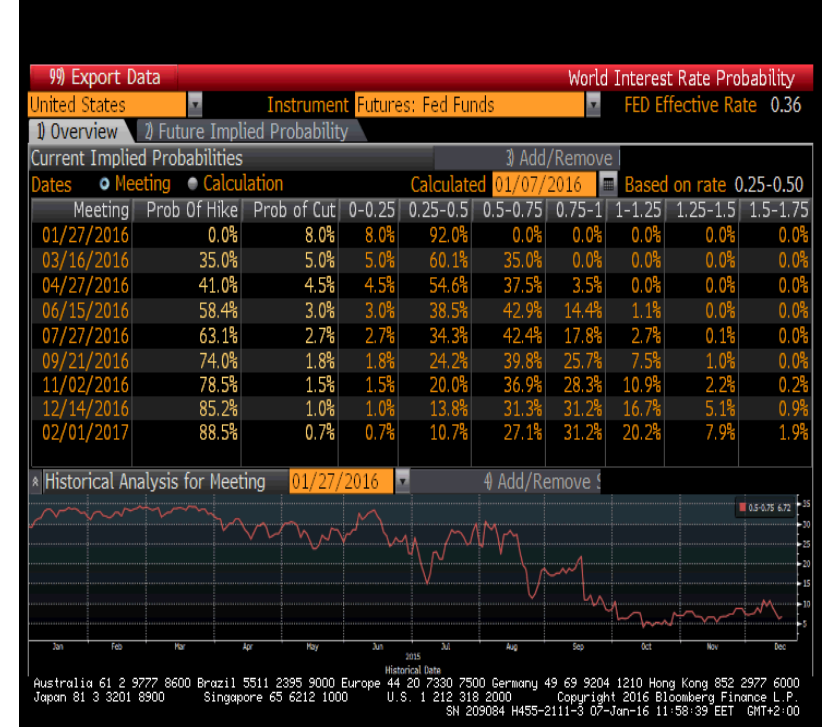 99) Export Data World Interest Rate Probability
United States Instrument Futures: Fed Funds FED Effective Rate 0.36
1) Overview 2) Future Implied Probability
Current Implied Probabilities 3) Add/Remove
Dates Meeting Calculation Calculated 01/07/2016 Based on rate 0.25-0.50
Meeting Prob Of Hike Prob of Cut 0-0.25 0.25-0.5 0.5-0.75 0.75-1 1-1.25 1.25-1.5 1.5-1.75
01/27/2016 0.0% 8.0% 8.0% 92.0% 0.0% 0.0% 0.0% 0.0% 0.0%
03/16/2016 35.0% 5.0% 5.0% 60.1% 35.0% 0.0% 0.0% 0.0% 0.0%
04/27/2016 41.0% 4.5% 4.5% 54.6% 37.5% 3.5% 0.0% 0.0% 0.0%
06/15/2016 58.4% 3.0% 3.0% 38.5% 42.9% 14.4% 1.1% 0.0% 0.0%
07/27/2016 63.1% 2.7% 2.7% 34.3% 42.4% 17.8% 2.7% 0.1% 0.0%
09/21/2016 74.0% 1.8% 1.8% 24.2% 39.8% 25.7% 7.5% 1.0% 0.0%
11/02/2016 78.5% 1.5% 1.5% 20.0% 36.9% 28.3% 10.9% 2.2% 0.2%
12/14/2016 85.2% 1.0% 1.0% 13.8% 31.3% 31.2% 16.7% 5.1% 0.9%
02/01/2017 88.5% 0.7% 0.7% 10.7% 27.1% 31.2% 20.2% 7.9% 1.9%
Historical Analysis for Meeting 01/27/2016 4) Add/Remove S
0.5-0.75 6.72
35
30
25
20
15
10
5
Jan Feb Mar Apr May Jun Jul Aug Sep Oct Nov Dec
2015
Historical Date
Australia 61 2 9777 8600 Brazil 5511 2395 9000 Europe 44 20 7330 7500 Germany 49 69 9204 1210 Hong Kong 852 2977 6000
Japan 81 3 3201 8900 Singapore 65 6212 1000 U.S. 1 212 318 2000 Copyright 2016 Bloomberg Finance L.P.
SN 209084 H455-2111-3 07-Jan-16 11:58:39 EET GMT+2:00